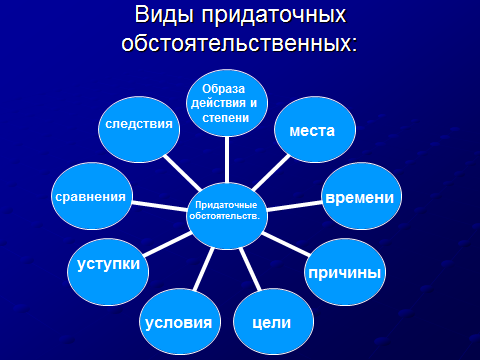 Виды придаточных
обстоятельственных:
Образа
действия и
степени
места
времени
причины
цели
условия
уступки
сравнения
следствия
Придаточные
обстоятельств.